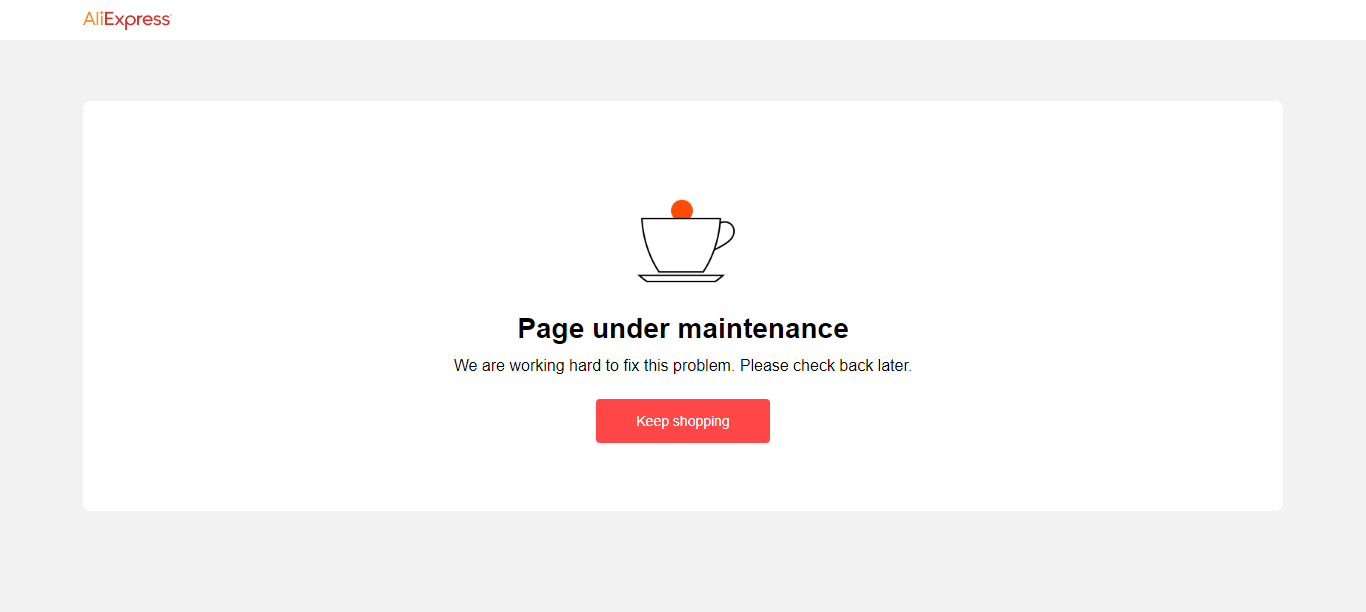 AliExpress
Page under maintenance
We are working hard to fix this problem. Please check back later.
Keep shopping